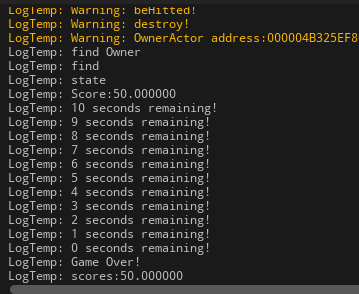 LogTemp: Warning: beHitted!
LogTemp: Warning: destroy!
LogTemp: Warning: OwnerActor address:000004B325EF8
LogTemp: find Owner
LogTemp: find
LogTemp: state
LogTemp: Score:50.000000
LogTemp: 10 seconds remaining!
LogTemp: 9 seconds remaining!
LogTemp: 8 seconds remaining!
LogTemp: 7 seconds remaining!
LogTemp: 6 seconds remaining!
LogTemp: 5 seconds remaining!
LogTemp: 4 seconds remaining!
LogTemp: 3 seconds remaining!
LogTemp: 2 seconds remaining!
LogTemp: 1 seconds remaining!
LogTemp: 0 seconds remaining!
LogTemp: Game Over!
LogTemp: scores:50.000000